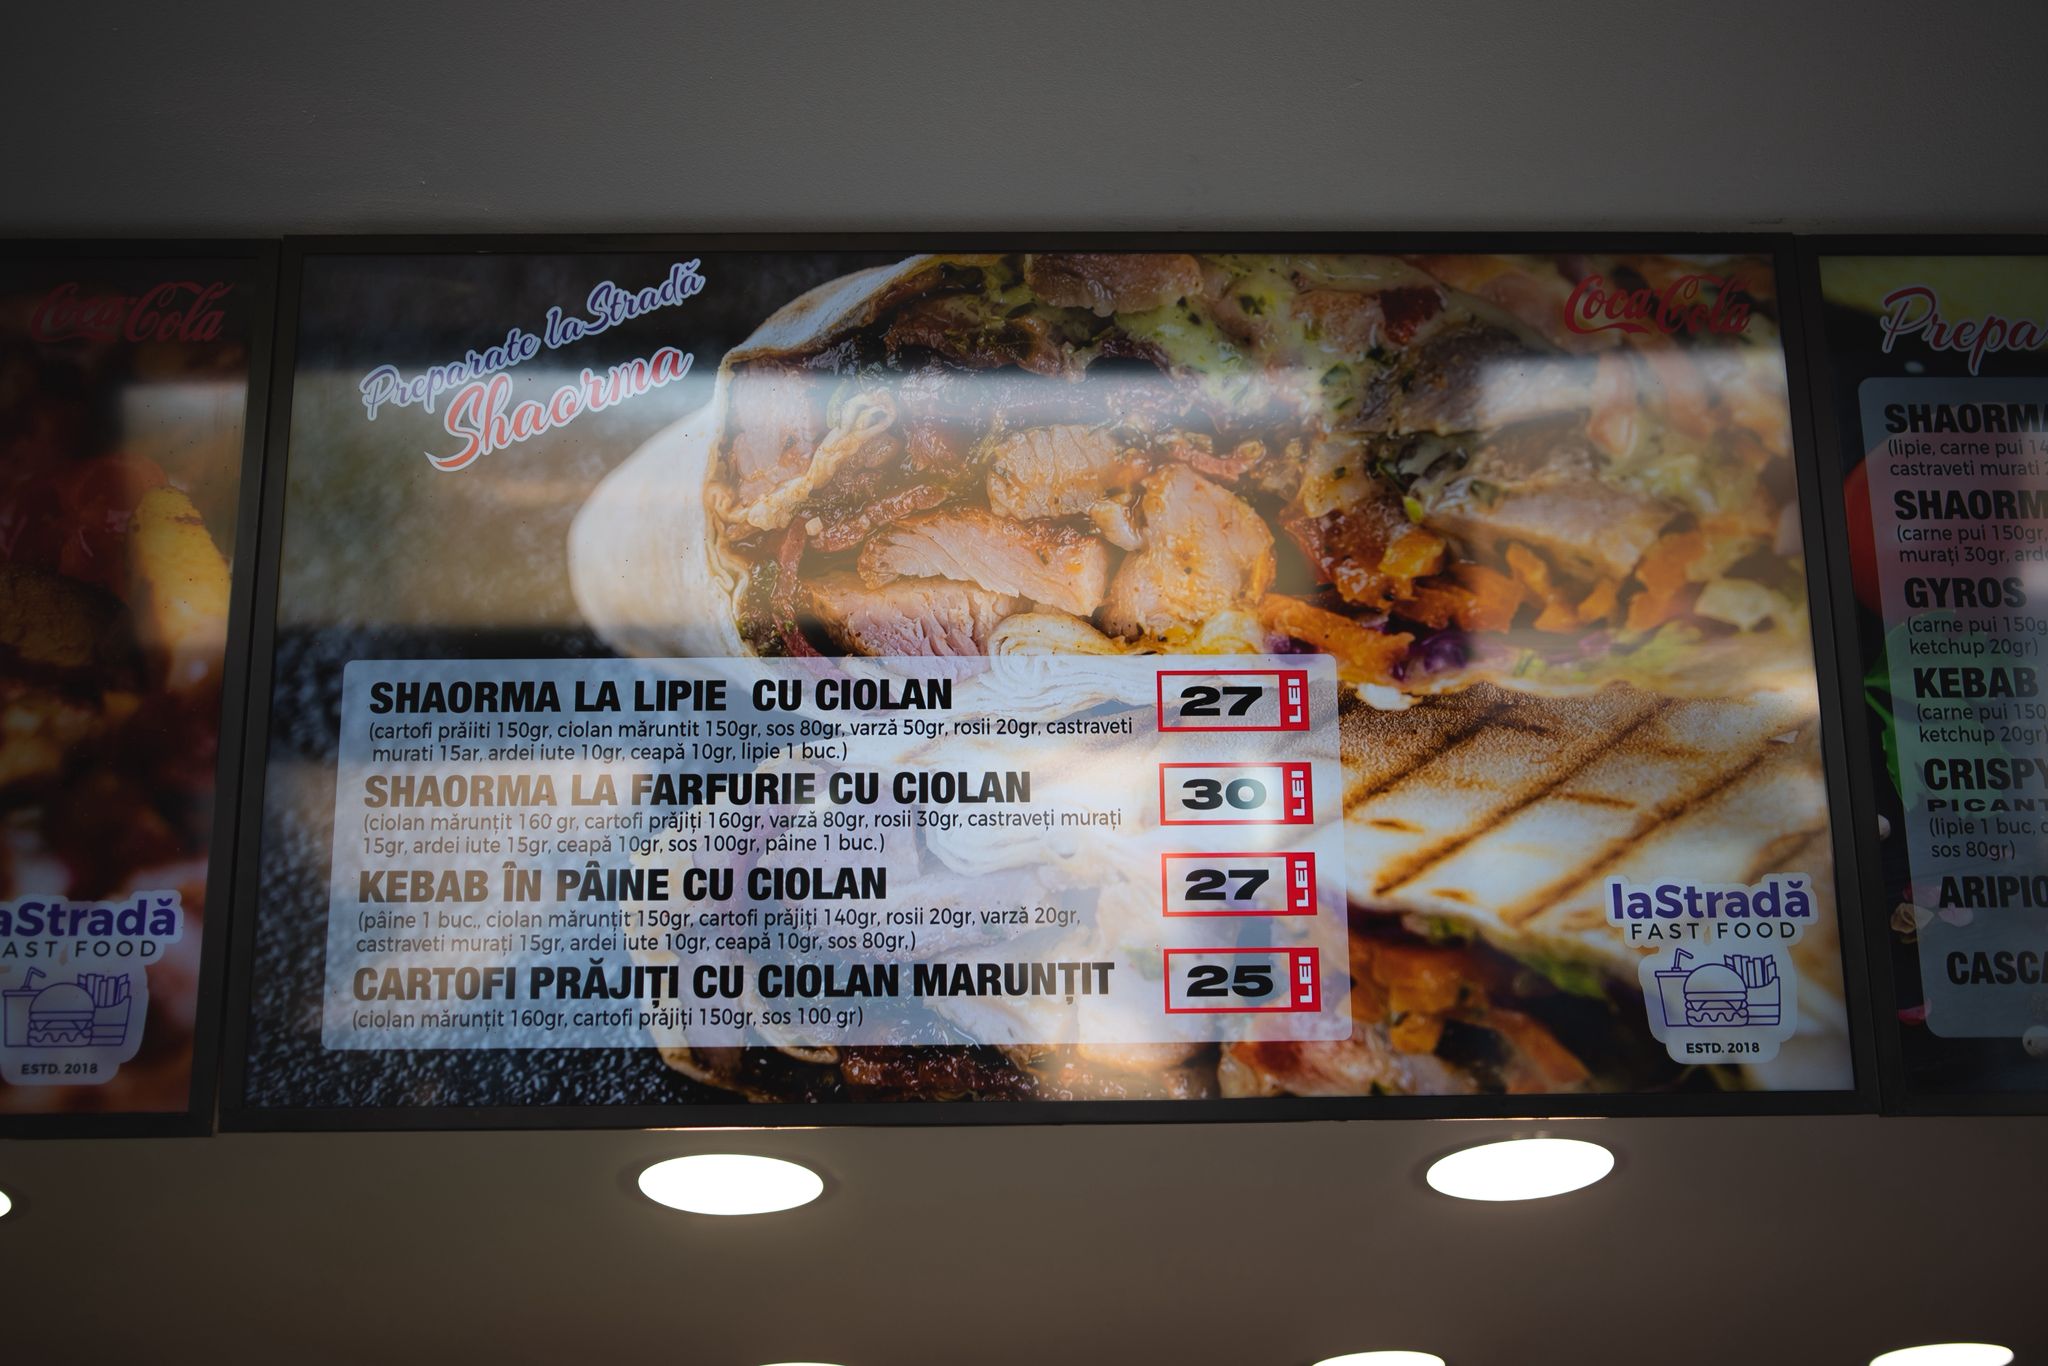 Coca-Cola
aStradă
AST FOOD
ESTD. 2018
Preparate laStradă
Shaorma
Coca-Cola
SHAORMA LA LIPIE CU CIOLAN
27 LEI
(cartofi prăiiti 150gr, ciolan măruntit 150gr, sos 80gr, varză 50gr, rosii 20gr, castraveti
murati 15ar, ardei iute 10gr, ceapă 10gr, lipie 1 buc.)
SHAORMA LA FARFURIE CU CIOLAN
30 LEI
(ciolan mărunțit 160 gr, cartofi prăjiți 160gr, varză 80gr, rosii 30gr, castraveți murați
15gr, ardei iute 15gr, ceapă 10gr, sos 100gr, pâine 1 buc.)
KEBAB ÎN PÂINE CU CIOLAN
27 LEI
(pâine 1 buc., ciolan mărunțit 150gr, cartofi prăjiți 140gr, rosii 20gr, varză 20gr,
castraveti murați 15gr, ardei iute 10gr, ceapă 10gr, sos 80gr,)
CARTOFI PRĂJIȚI CU CIOLAN MARUNȚIT
25 LEI
(ciolan mărunțit 160gr, cartofi prăjiți 150gr, sos 100 gr)
laStradă
FAST FOOD
ESTD. 2018
Prepa
SHAORMA
(lipie, carne pui 14
castraveti murati
SHAORM
(carne pui 150gr,
murați 30gr, arde
GYROS
(carne pui 150g
ketchup 20gr)
KEBAB
(carne pui 150
ketchup 20gr)
CRISPY
PICANT
(lipie 1 buc, c
sos 80gr)
ARIPIO
CASCA